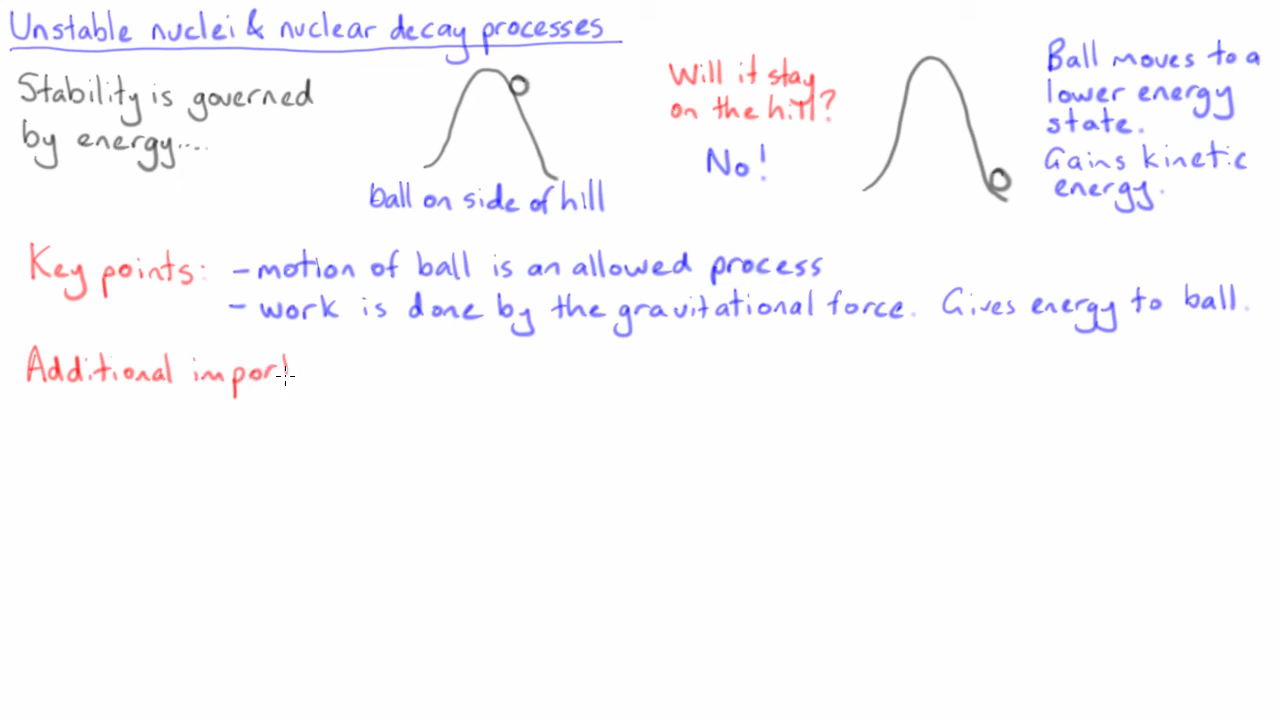 Unstable nuclei & nuclear decay processes
Stability is governed
by energy....
ball on side of hill
Will it stay
on the hill?
No!
Ball moves to a
lower energy
state.
Gains kinetic
energy.
Key points: - motion of ball is an allowed process
- work is done by the gravitational force. Gives energy to ball.
Additional import